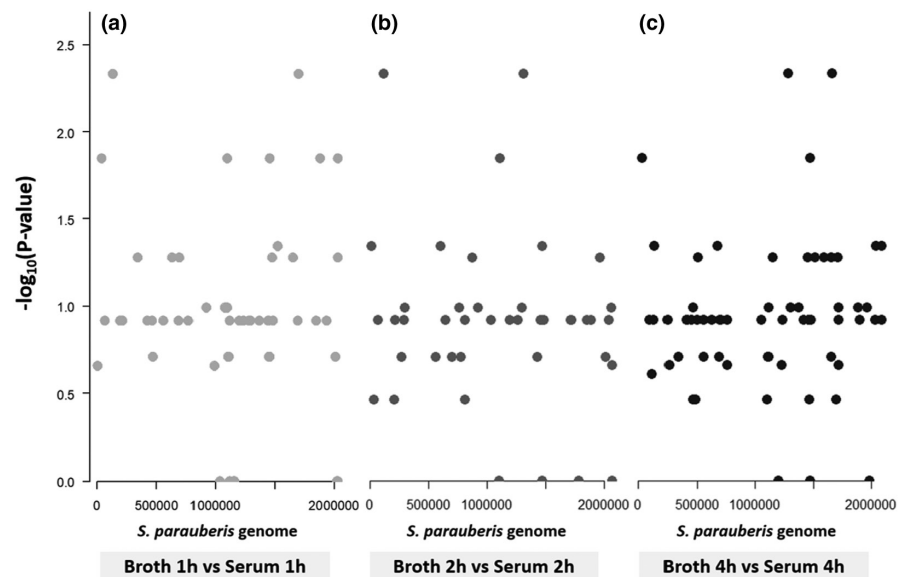 (a) (b) (c)
2.5
2.0
1.5
1.0
0.5
0.0
-log10(P-value)
0 500000 1000000 2000000 0 500000 1000000 2000000 0 500000 1000000 2000000
S. parauberis genome S. parauberis genome S. parauberis genome
Broth 1h vs Serum 1h Broth 2h vs Serum 2h Broth 4h vs Serum 4h